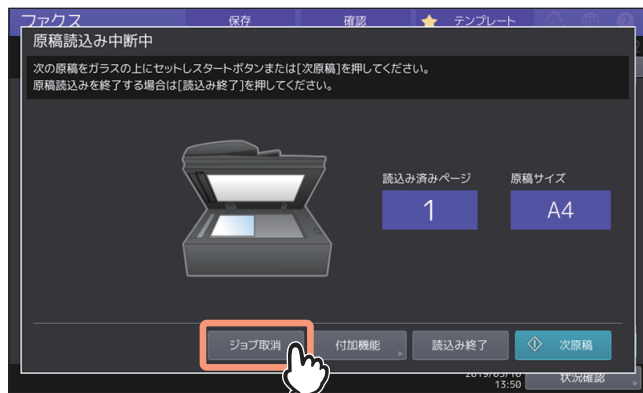 ファクス 保存 確認 テンプレート
原稿読込み中断中
次の原稿をガラスの上にセットしスタートボタンまたは[次原稿]を押してください。
原稿読込みを終了する場合は[読込み終了]を押してください。
読込み済みページ 原稿サイズ
1 A4
ジョブ取消 付加機能 読込み終了 次原稿
状況確認
13:50